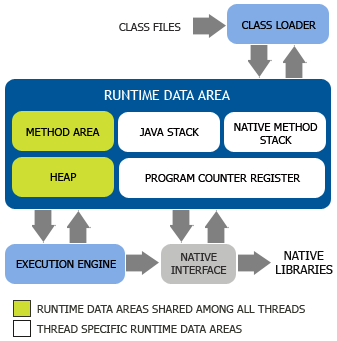 CLASS FILES
CLASS LOADER
RUNTIME DATA AREA
METHOD AREA
JAVA STACK
NATIVE METHOD
STACK
HEAP
PROGRAM COUNTER REGISTER
EXECUTION ENGINE
NATIVE
INTERFACE
NATIVE
LIBRARIES
RUNTIME DATA AREAS SHARED AMONG ALL THREADS
THREAD SPECIFIC RUNTIME DATA AREAS